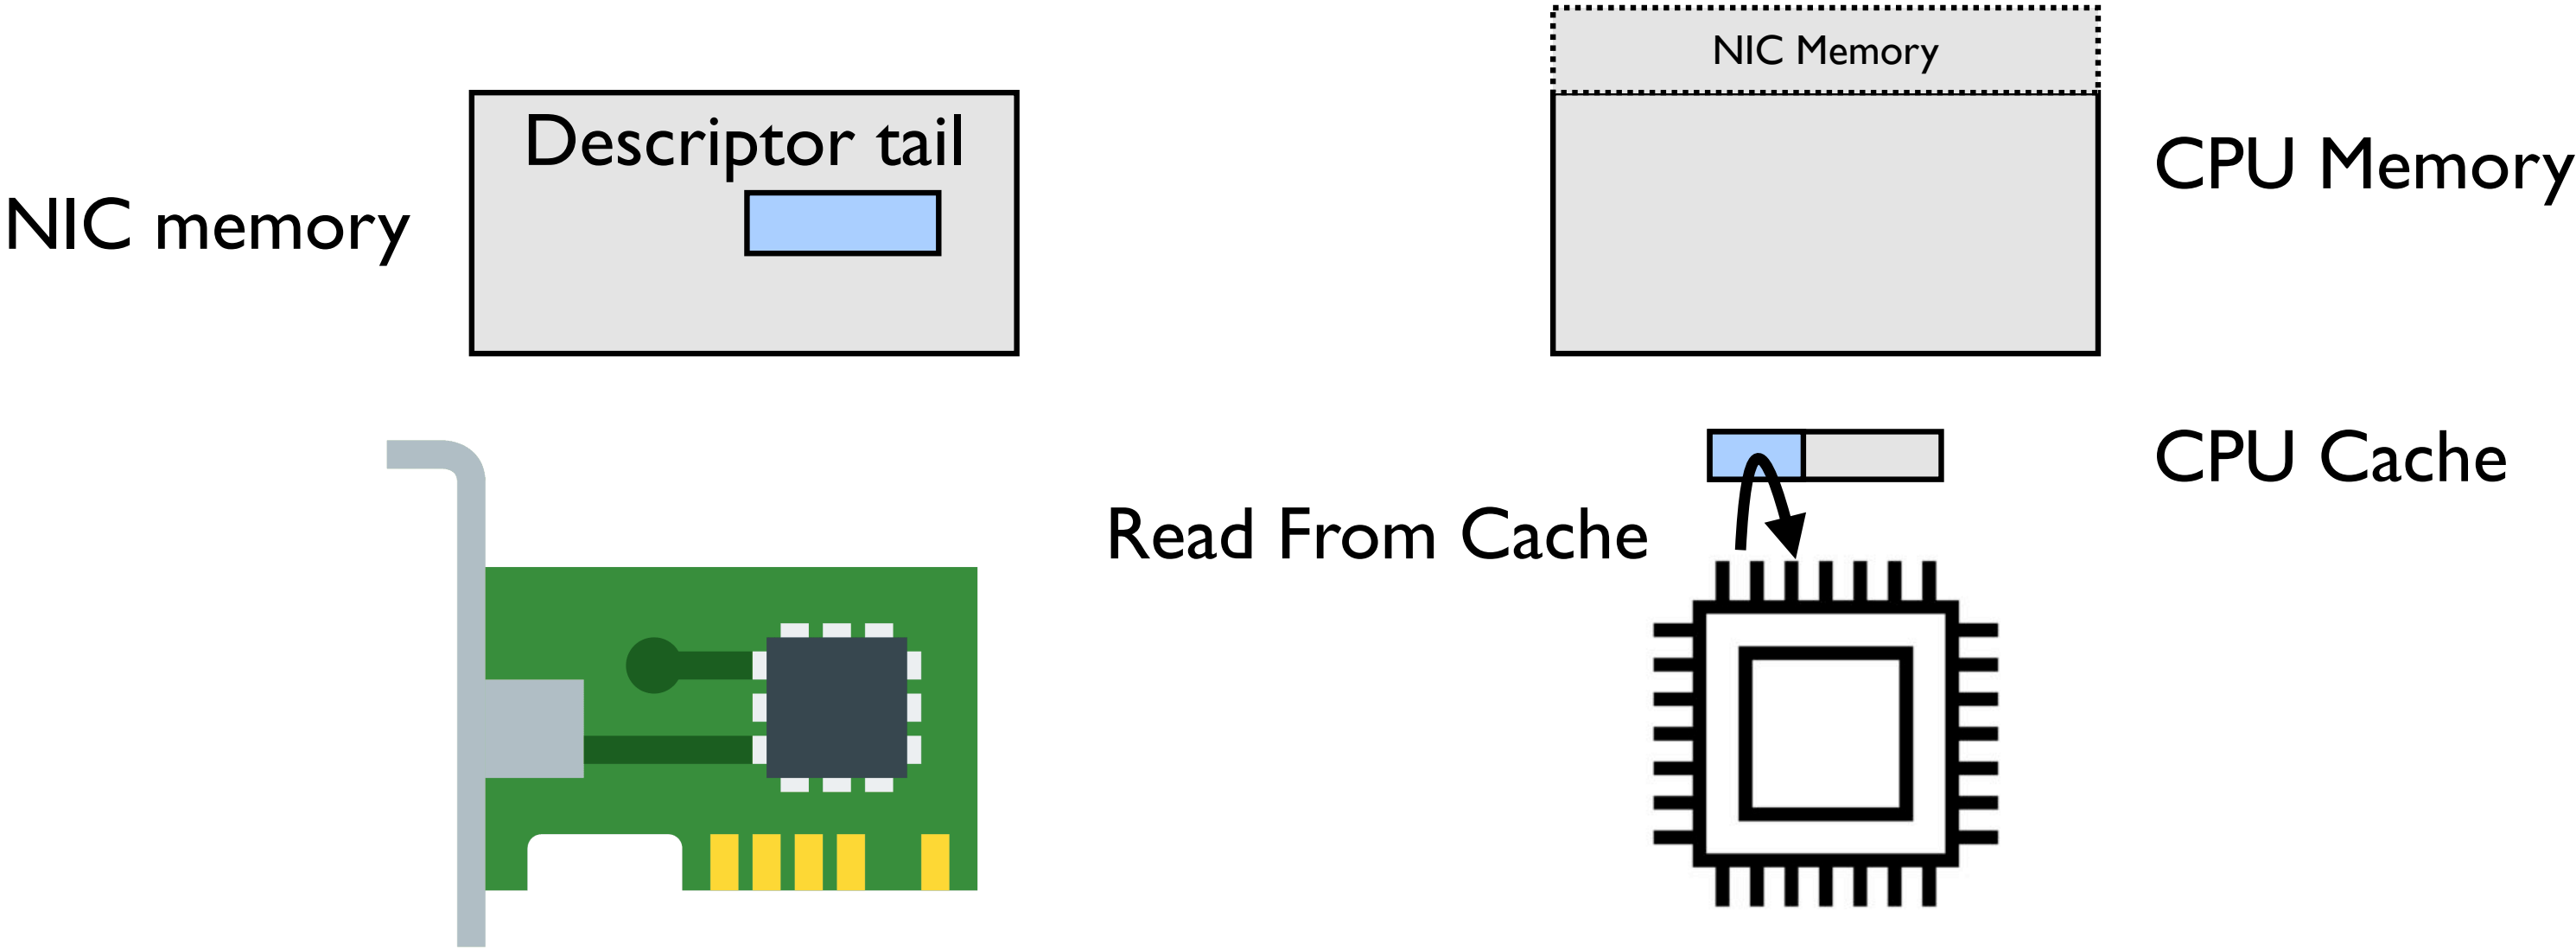 NIC Memory
Descriptor tail
CPU Memory
NIC memory
CPU Cache
Read From Cache